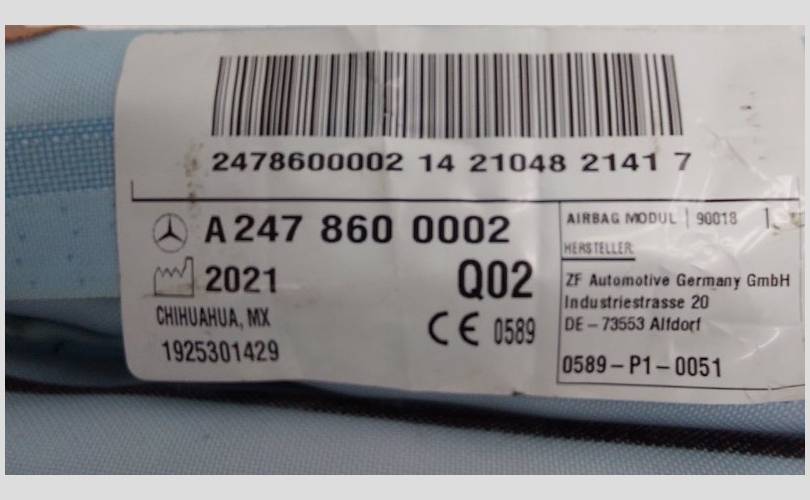 2478600002 14 21048 2141 7
A 247 860 0002
2021 Q02
CHIHUAHUA, MX
CE 0589
1925301429
AIRBAG MODUL | 90018
HERSTELLER:
ZF Automotive Germany GmbH
Industriestrasse 20
DE-73553 Alfdorf
0589-P1-0051